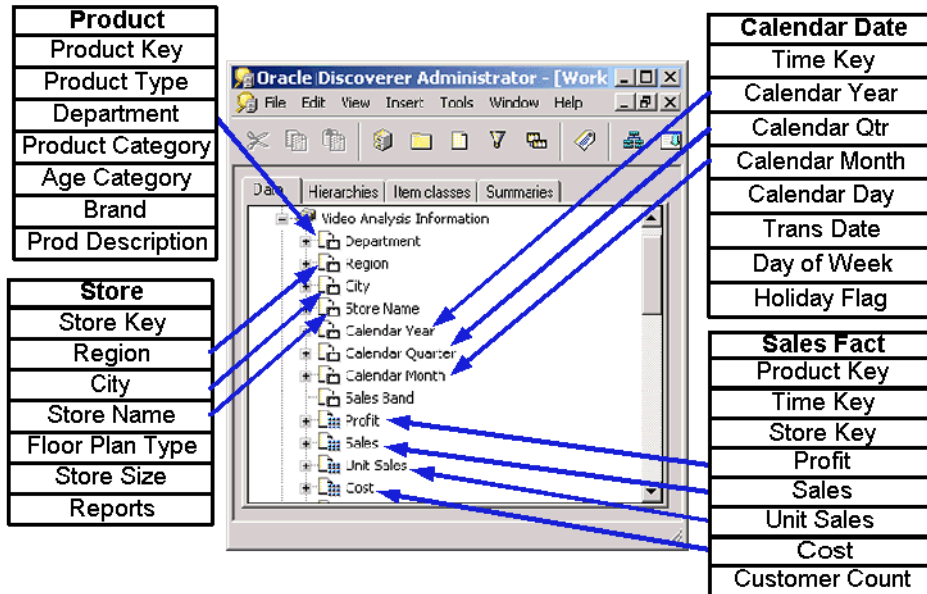 Product
Product Key
Product Type
Department
Product Category
Age Category
Brand
Prod Description
Store
Store Key
Region
City
Store Name
Floor Plan Type
Store Size
Reports
Oracle Discoverer Administrator - [Work
File Edit View Insert Tools Window Help
Data Hierarchies Item classes Summaries
Video Analysis Information
Department
Region
City
Store Name
Calendar Year
Calendar Quarter
Calendar Month
Sales Band
Profit
Sales
Unit Sales
Cost
Calendar Date
Time Key
Calendar Year
Calendar Qtr
Calendar Month
Calendar Day
Trans Date
Day of Week
Holiday Flag
Sales Fact
Product Key
Time Key
Store Key
Profit
Sales
Unit Sales
Cost
Customer Count